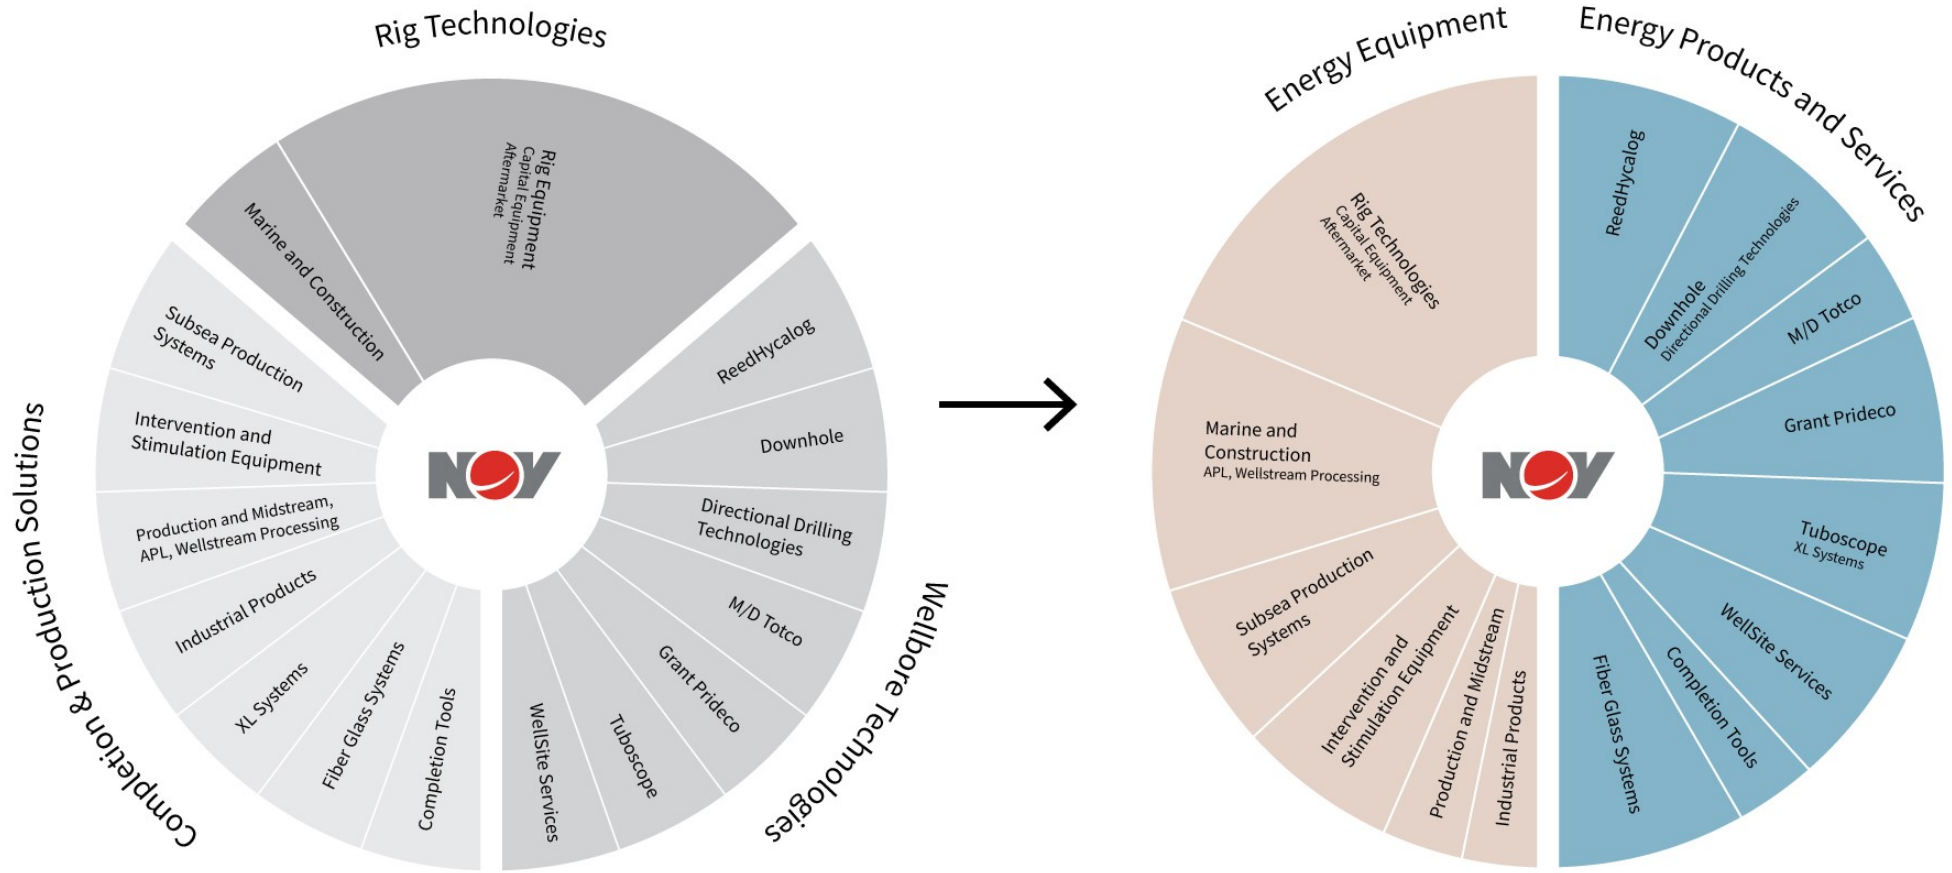 Rig Technologies
Rig Equipment
Capital Equipment
Aftermarket
Marine and Construction
Subsea Production
Systems
Intervention and
Stimulation Equipment
Production and Midstream,
APL, Wellstream Processing
Industrial Products
XL Systems
Fiber Glass Systems
Completion Tools
Completion & Production Solutions
ReedHycalog
Downhole
Directional Drilling
Technologies
M/D Totco
Grant Prideco
Tuboscope
WellSite Services
Wellbore Technologies
NOV
Energy Equipment
Rig Technologies
Capital Equipment
Aftermarket
Marine and
Construction
APL, Wellstream Processing
Subsea Production
Systems
Intervention and
Stimulation Equipment
Production and Midstream
Industrial Products
Energy Products and Services
ReedHycalog
Downhole
Directional Drilling Technologies
M/D Totco
Grant Prideco
Tuboscope
XL Systems
WellSite Services
Completion Tools
Fiber Glass Systems
NOV